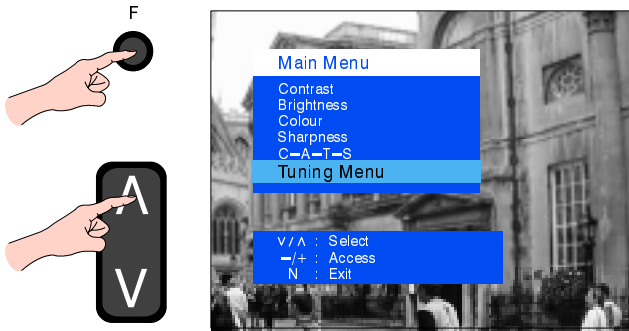 F
Main Menu
Contrast
Brightness
Colour
Sharpness
C–A–T–S
Tuning Menu
∨/∧ : Select
–/+ : Access
N : Exit
∧
∨